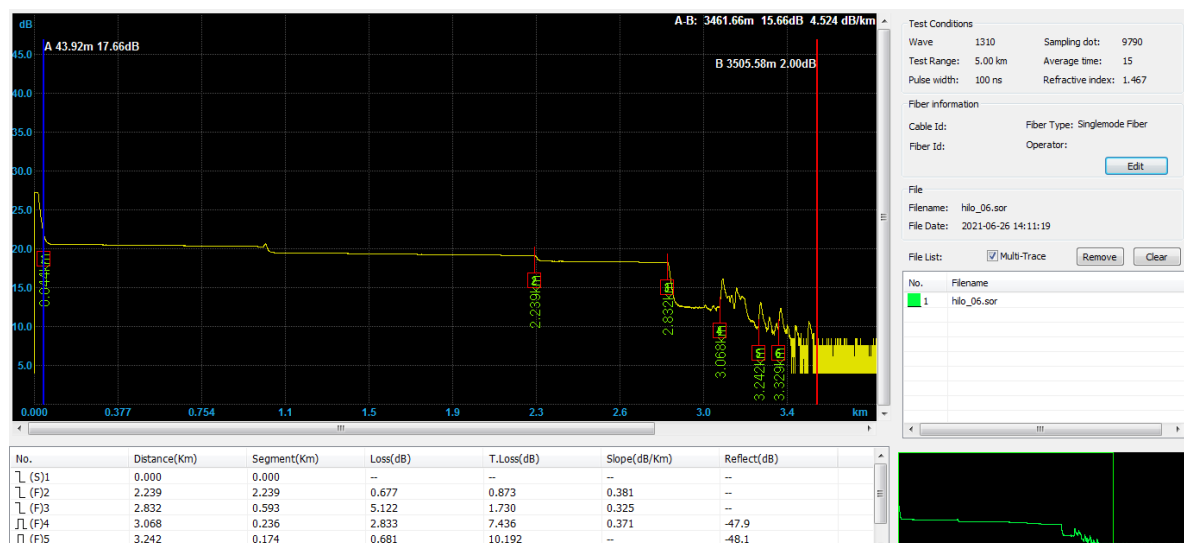 dB
A-B: 3461.66m 15.66dB 4.524 dB/km
A 43.92m 17.66dB
B 3505.58m 2.00dB
45.0
40.0
35.0
30.0
25.0
20.0
15.0
10.0
5.0
0.044km
2
2.239km
2.832km
4
3.068km
5
3.242km
6
3.329km
0.000 0.377 0.754 1.1 1.5 1.9 2.3 2.6 3.0 3.4 km
Test Conditions
Wave 1310 Sampling dot: 9790
Test Range: 5.00 km Average time: 15
Pulse width: 100 ns Refractive index: 1.467
Fiber information
Cable Id: Fiber Type: Singlemode Fiber
Fiber Id: Operator:
Edit
File
Filename: hilo_06.sor
File Date: 2021-06-26 14:11:19
File List: Multi-Trace Remove Clear
No. Filename
1 hilo_06.sor
No. Distance(Km) Segment(Km) Loss(dB) T.Loss(dB) Slope(dB/Km) Reflect(dB)
(S)1 0.000 0.000 -- -- -- --
(F)2 2.239 2.239 0.677 0.873 0.381 --
(F)3 2.832 0.593 5.122 1.730 0.325 --
(F)4 3.068 0.236 2.833 7.436 0.371 -47.9
(F)5 3.242 0.174 0.681 10.192 -- -48.1